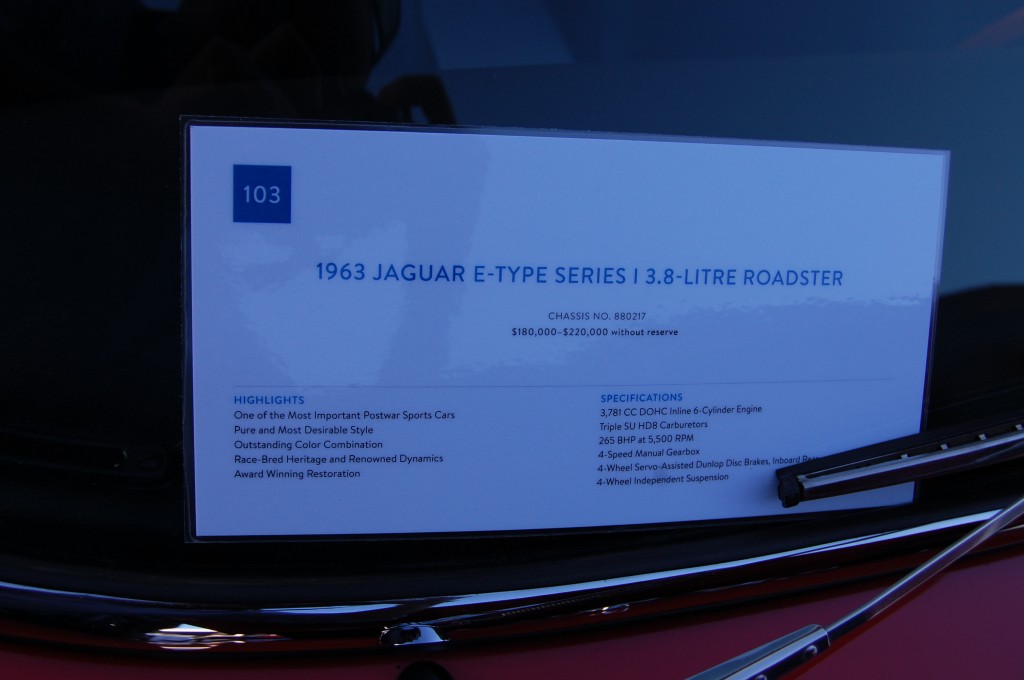 103
1963 JAGUAR E-TYPE SERIES I 3.8-LITRE ROADSTER
CHASSIS NO. 880217
$180,000–$220,000 without reserve
HIGHLIGHTS
One of the Most Important Postwar Sports Cars
Pure and Most Desirable Style
Outstanding Color Combination
Race-Bred Heritage and Renowned Dynamics
Award Winning Restoration
SPECIFICATIONS
3,781 CC DOHC Inline 6-Cylinder Engine
Triple SU HD8 Carburetors
265 BHP at 5,500 RPM
4-Speed Manual Gearbox
4-Wheel Servo-Assisted Dunlop Disc Brakes, Inboard
4-Wheel Independent Suspension